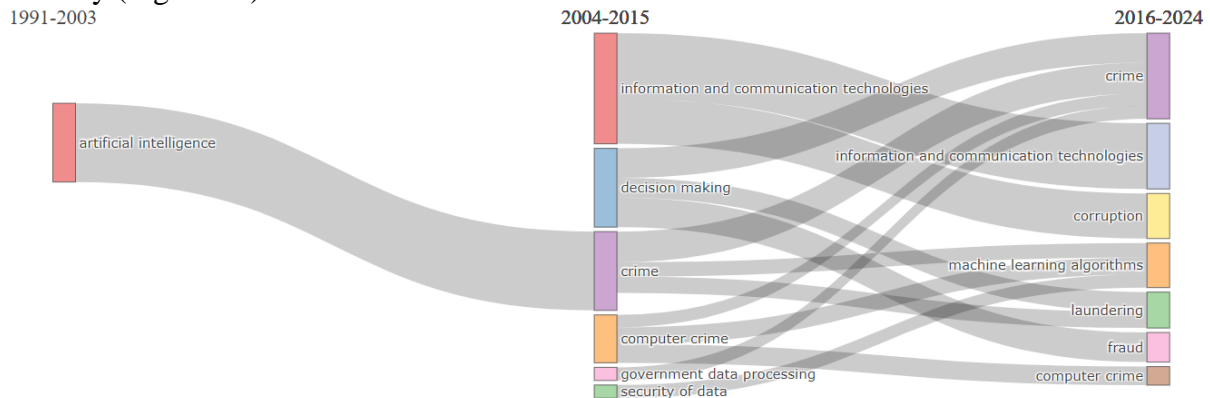 1991-2003
2004-2015
2016-2024
artificial intelligence
information and communication technologies
decision making
crime
computer crime
government data processing
security of data
crime
information and communication technologies
corruption
machine learning algorithms
laundering
fraud
computer crime